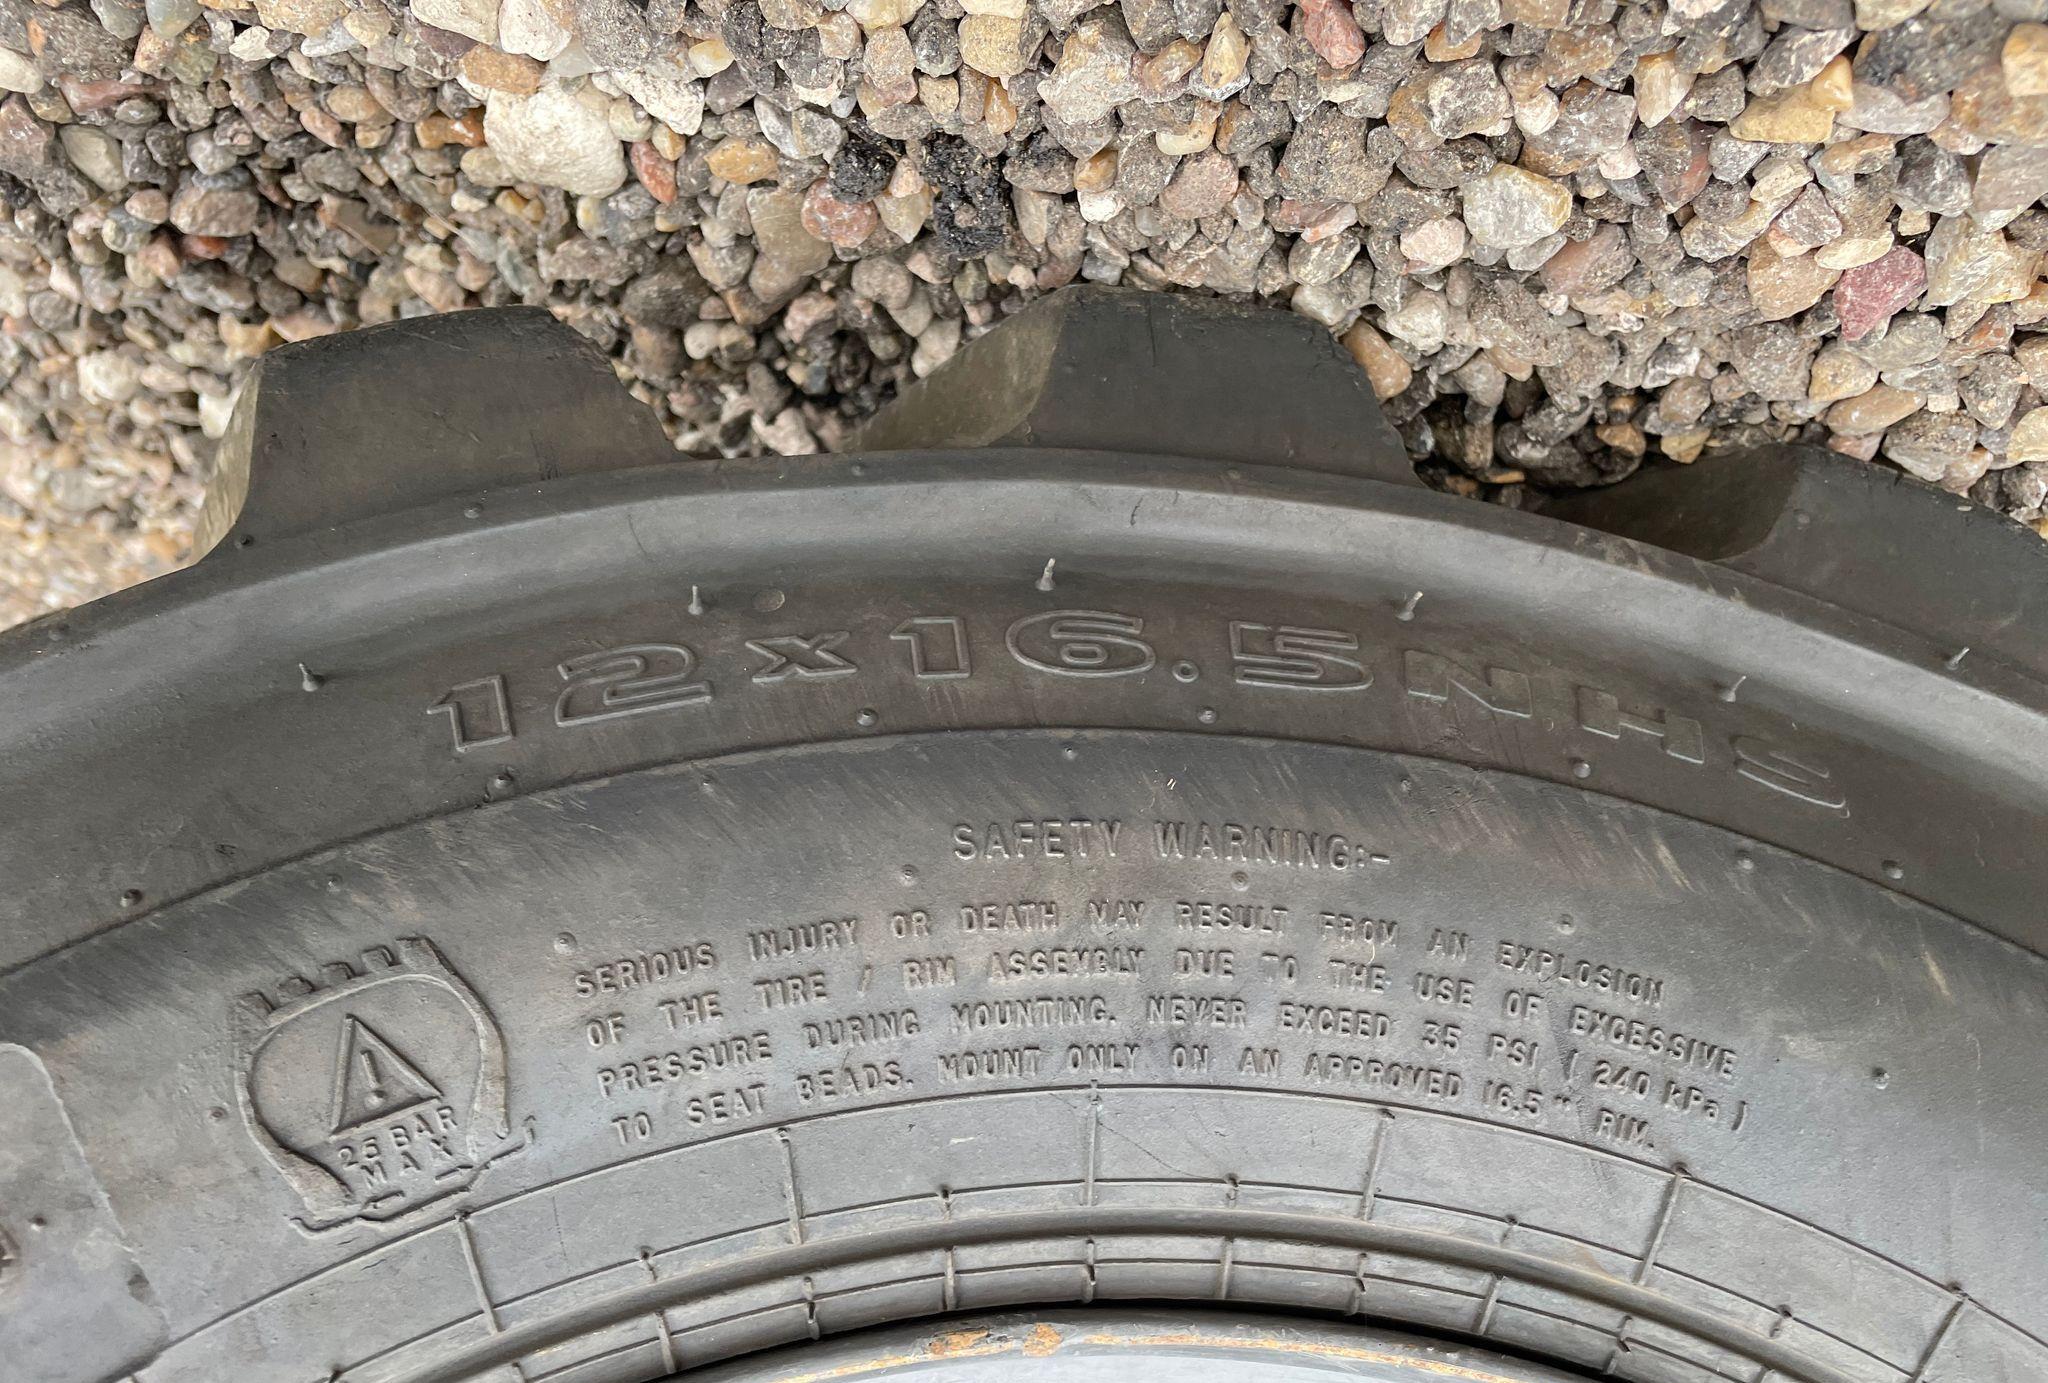 12x16.5NHS
SAFETY WARNING:-
SERIOUS INJURY OR DEATH MAY RESULT FROM AN EXPLOSION
OF THE TIRE / RIM ASSEMBLY DUE TO THE USE OF EXCESSIVE
PRESSURE DURING MOUNTING. NEVER EXCEED 35 PSI ( 240 kPa )
TO SEAT BEADS. MOUNT ONLY ON AN APPROVED 16.5" RIM.
!
2.5 BAR
MAX